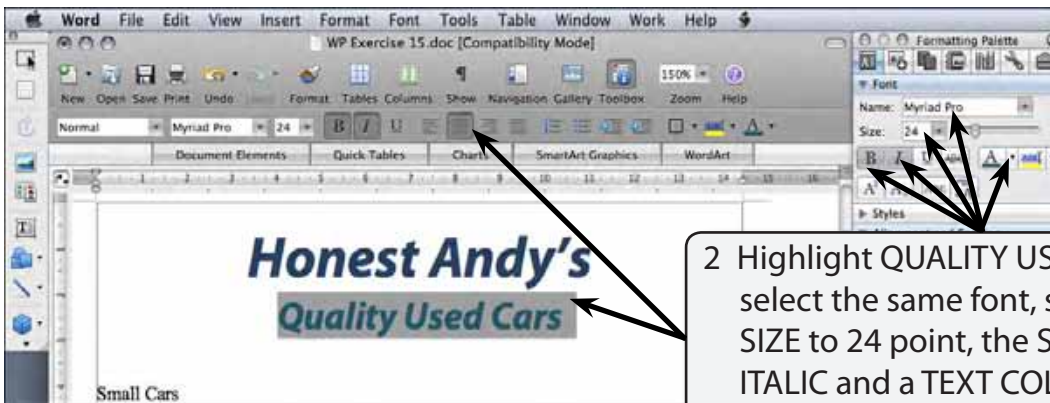 Word File Edit View Insert Format Font Tools Table Window Work Help
WP Exercise 15.doc [Compatibility Mode]
Formatting Palette
New Open Save Print Undo Format Tables Columns Show Navigation Gallery Toolbox Zoom Help
150%
Font
Name: Myriad Pro
Size: 24
Normal Myriad Pro 24 B I U
Document Elements Quick Tables Charts SmartArt Graphics WordArt
Styles
Honest Andy's
Quality Used Cars
Small Cars
2 Highlight QUALITY US
select the same font, s
SIZE to 24 point, the S
ITALIC and a TEXT COL